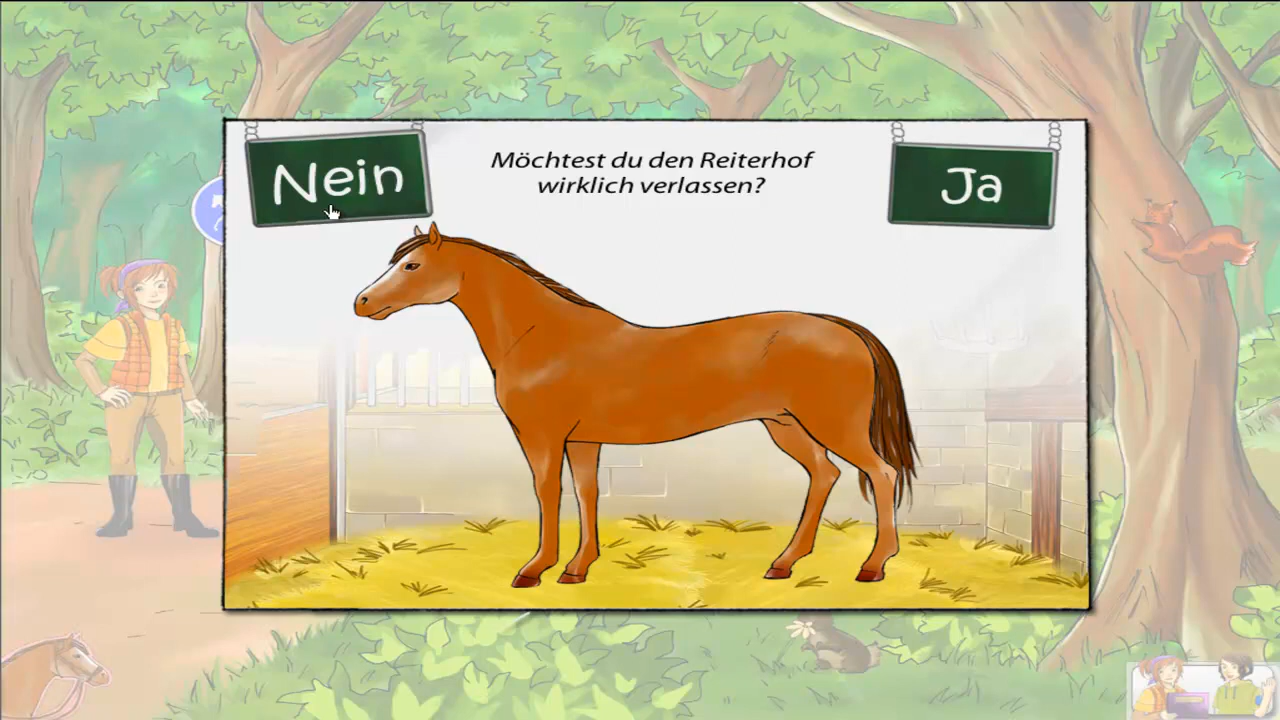 Nein
Möchtest du den Reiterhof
wirklich verlassen?
Ja